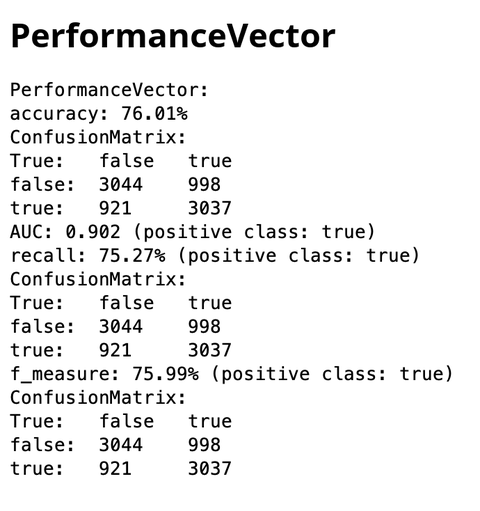 PerformanceVector
PerformanceVector:
accuracy: 76.01%
ConfusionMatrix:
True:   false   true
false:  3044    998
true:   921     3037
AUC: 0.902 (positive class: true)
recall: 75.27% (positive class: true)
ConfusionMatrix:
True:   false   true
false:  3044    998
true:   921     3037
f_measure: 75.99% (positive class: true)
ConfusionMatrix:
True:   false   true
false:  3044    998
true:   921     3037